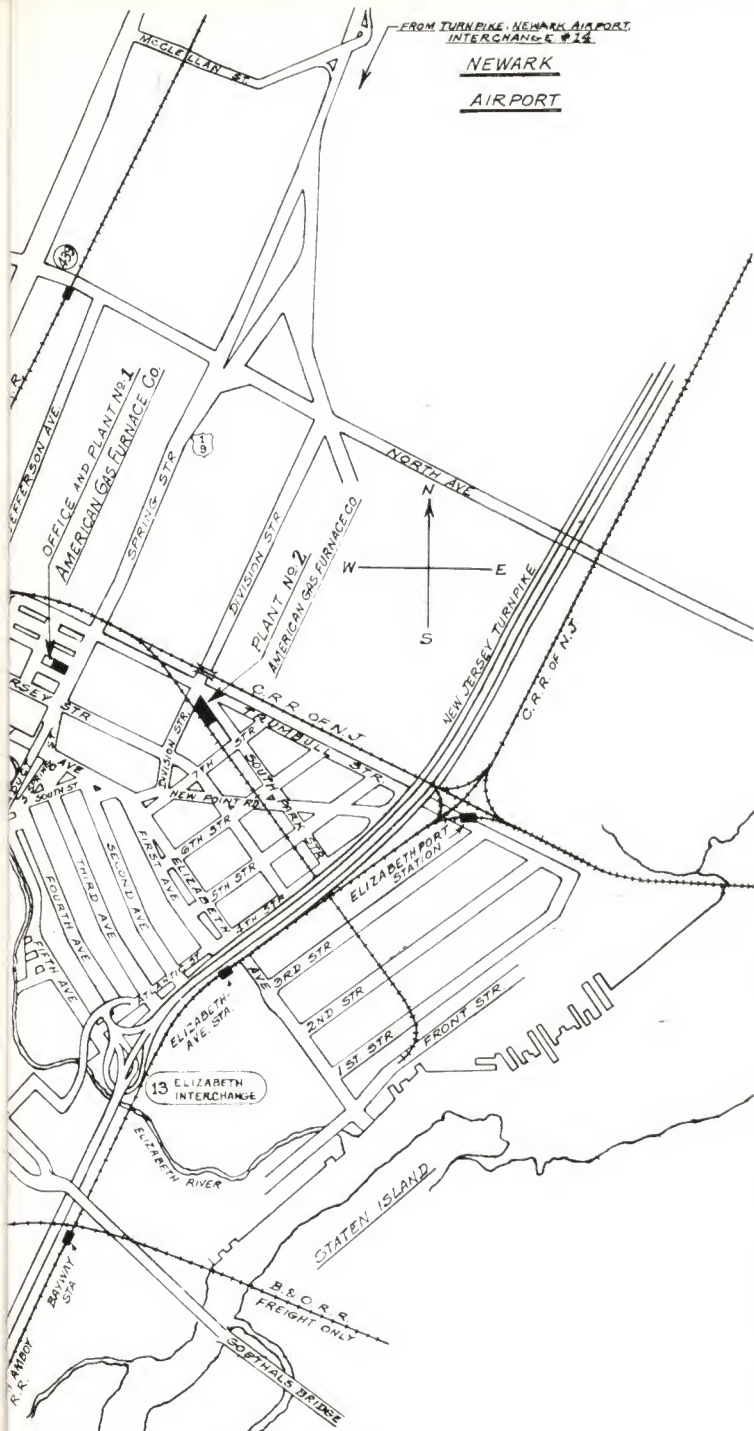 FROM TURNPIKE, NEWARK AIRPORT,
INTERCHANGE #14
NEWARK
AIRPORT
McCLELLAN ST
439
R.
EFFERSON AVE
OFFICE AND PLANT No. 1
AMERICAN GAS FURNACE Co.
SPRING STR
1
9
DIVISION STR
PLANT No. 2
AMERICAN GAS FURNACE CO
NORTH AVE
N
W
E
S
NEW JERSEY TURNPIKE
C.R.R. OF N.J
C.R.R. OF N.J
TRUMBULL STR
RSEY STR
DIVISION STR.
7TH STR
SOUTH PARK STR
NEW POINT RD
SPRING ST
AVE
SOUTH ST
6TH STR
5TH STR
4TH STR
FIRST AVE
ELIZABETH
SECOND AVE
THIRD AVE
FOURTH AVE
FIFTH AVE
ATLANTIC ST
ELIZABETHPORT
STATION
AVE
3RD STR
2ND STR
1ST. STR
FRONT STR.
ELIZABETH-
AVE. STA.
13 ELIZABETH
INTERCHANGE
ELIZABETH
RIVER
STATEN ISLAND
BAYWAY
STA
B. & O. R. R.
FREIGHT ONLY
GOETHALS BRIDGE
AMBOY
R.R.